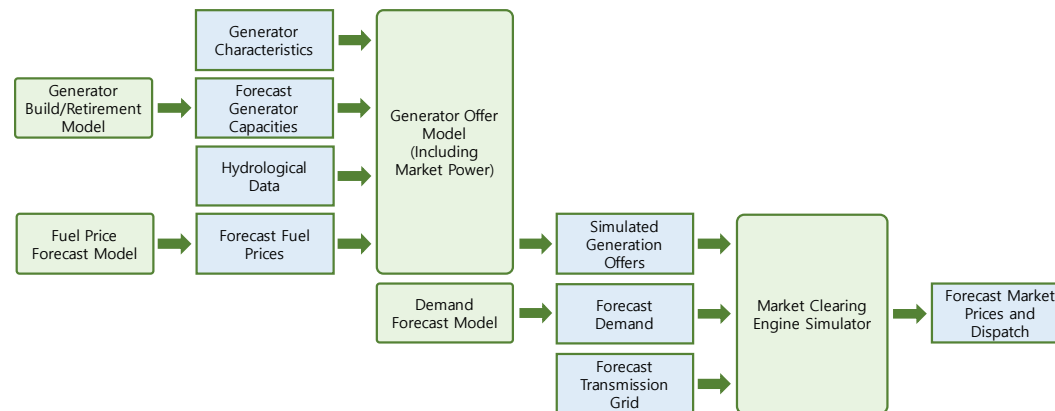 Generator
Characteristics
Generator
Build/Retirement
Model
Forecast
Generator
Capacities
Generator Offer
Model
(Including
Market Power)
Hydrological
Data
Fuel Price
Forecast Model
Forecast Fuel
Prices
Simulated
Generation
Offers
Demand
Forecast Model
Forecast
Demand
Market Clearing
Engine Simulator
Forecast Market
Prices and
Dispatch
Forecast
Transmission
Grid